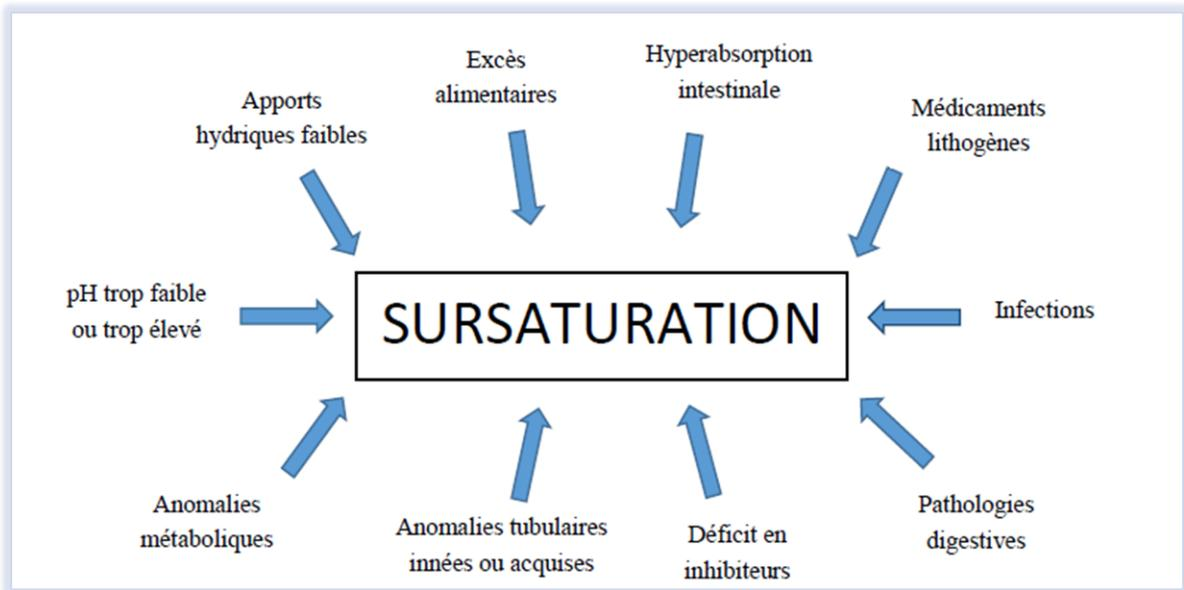 Excès
alimentaires
Hyperabsorption
intestinale
Apports
hydriques faibles
Médicaments
lithogènes
pH trop faible
ou trop élevé
SURSATURATION
Infections
Anomalies
métaboliques
Anomalies tubulaires
innées ou acquises
Déficit en
inhibiteurs
Pathologies
digestives